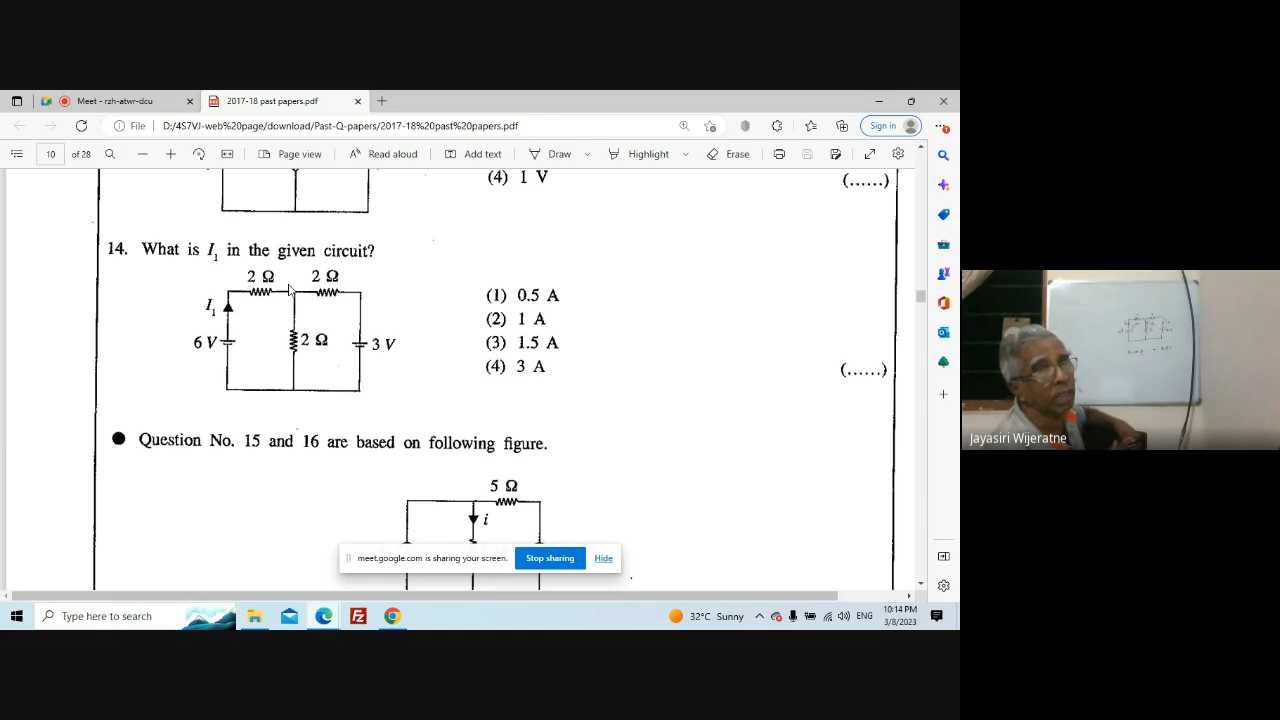 Meet - rzh-atwr-dcu
2017-18 past papers.pdf
File
D:/4S7VJ-web%20page/download/Past-Q-papers/2017-18%20past%20papers.pdf
Sign in
10 of 28
Page view
Read aloud
Add text
Draw
Highlight
Erase
(4) 1 V
(......)
14. What is I₁ in the given circuit?
2 Ω 2 Ω
I₁
6 V
2 Ω
3 V
(1) 0.5 A
(2) 1 A
(3) 1.5 A
(4) 3 A
(......)
● Question No. 15 and 16 are based on following figure.
5 Ω
i
meet.google.com is sharing your screen.
Stop sharing
Hide
Jayasiri Wijeratne
Type here to search
32°C Sunny
ENG
10:14 PM
3/8/2023